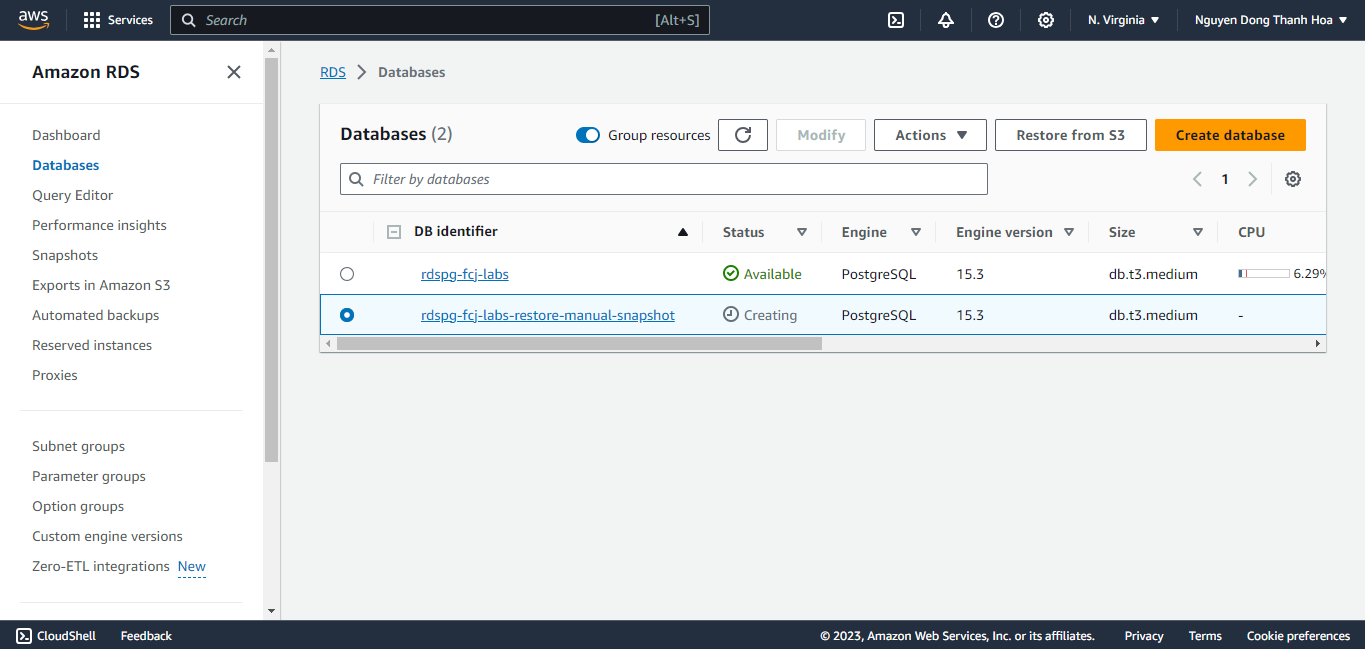 aws Services Search [Alt+S] N. Virginia Nguyen Dong Thanh Hoa
Amazon RDS
Dashboard
Databases
Query Editor
Performance insights
Snapshots
Exports in Amazon S3
Automated backups
Reserved instances
Proxies
Subnet groups
Parameter groups
Option groups
Custom engine versions
Zero-ETL integrations New
RDS Databases
Databases (2) Group resources Modify Actions Restore from S3 Create database
Filter by databases 1
DB identifier Status Engine Engine version Size CPU
rdspg-fcj-labs Available PostgreSQL 15.3 db.t3.medium 6.29%
rdspg-fcj-labs-restore-manual-snapshot Creating PostgreSQL 15.3 db.t3.medium -
CloudShell Feedback © 2023, Amazon Web Services, Inc. or its affiliates. Privacy Terms Cookie preferences